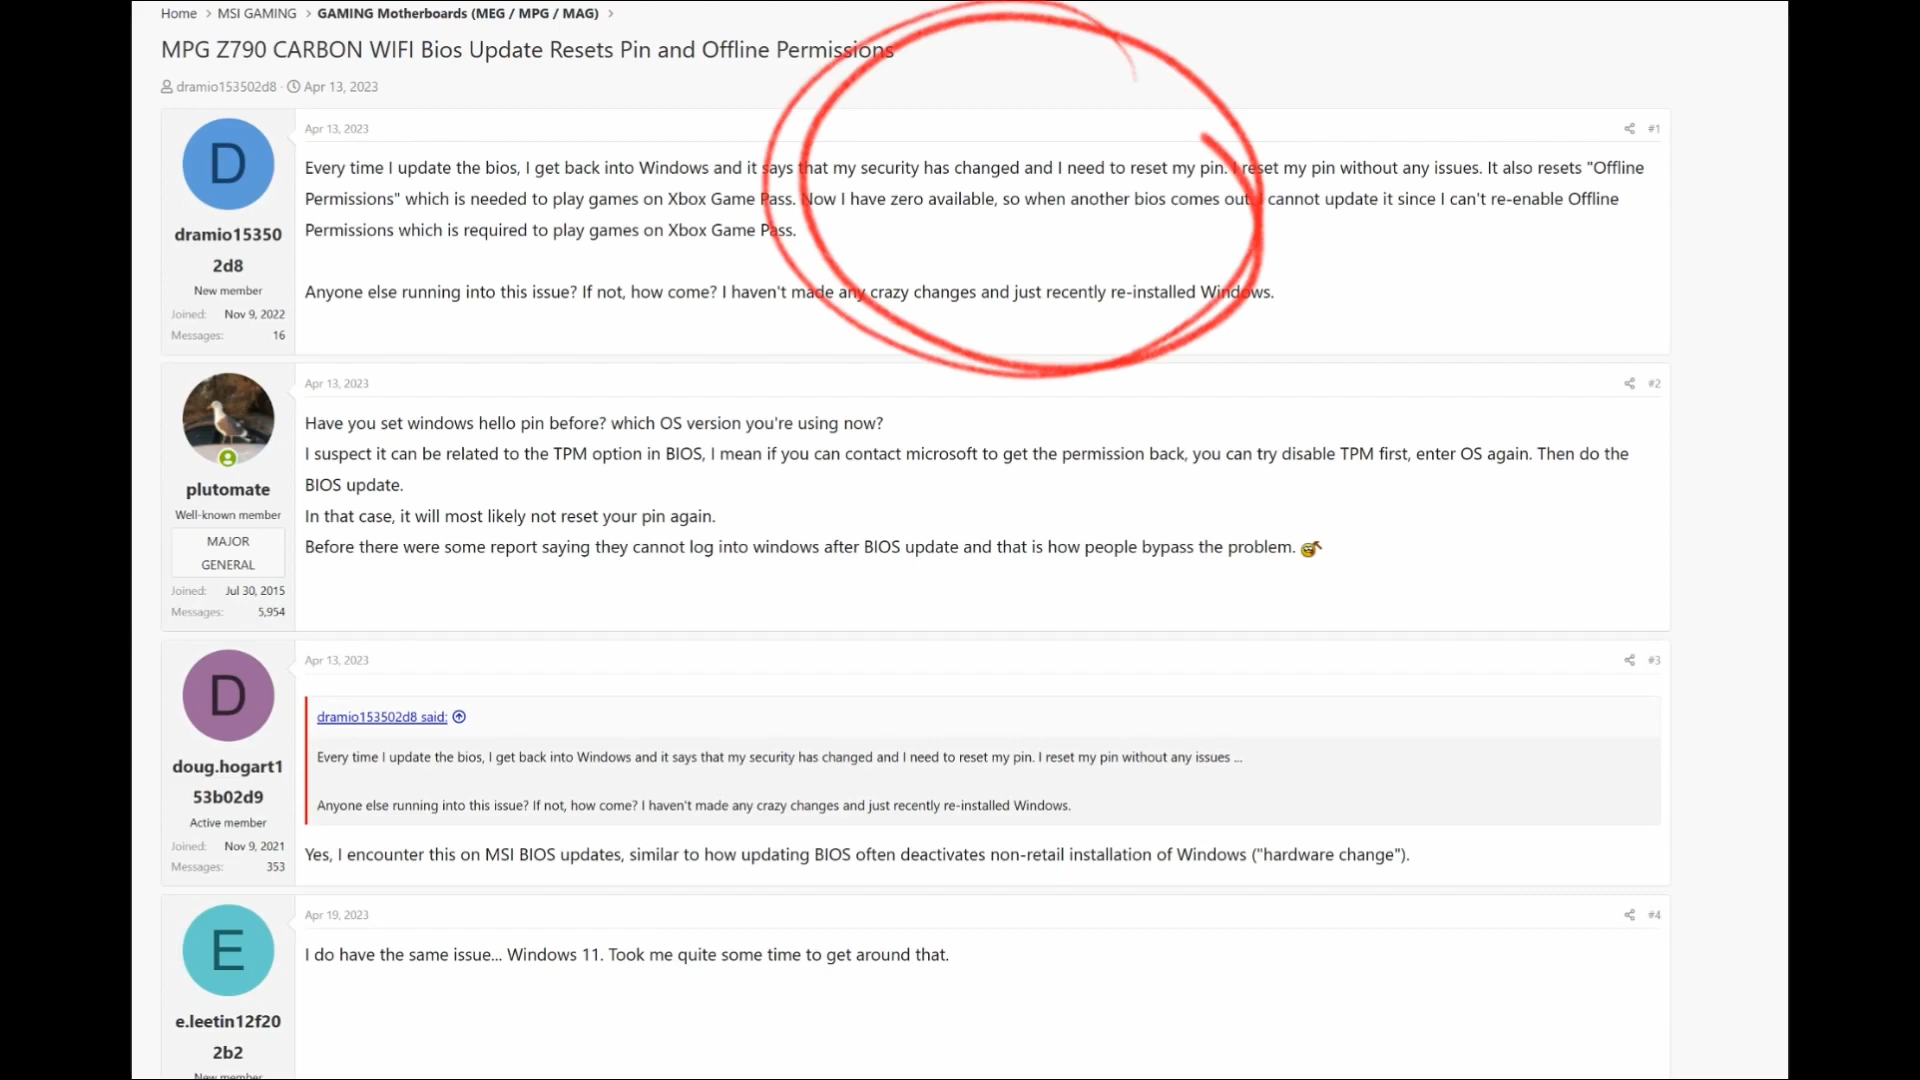 Home > MSI GAMING > GAMING Motherboards (MEG / MPG / MAG) >
MPG Z790 CARBON WIFI Bios Update Resets Pin and Offline Permissions
dramio153502d8 · Apr 13, 2023
D
dramio15350
2d8
New member
Joined: Nov 9, 2022
Messages: 16
Apr 13, 2023 #1
Every time I update the bios, I get back into Windows and it says that my security has changed and I need to reset my pin. I reset my pin without any issues. It also resets "Offline
Permissions" which is needed to play games on Xbox Game Pass. Now I have zero available, so when another bios comes out, I cannot update it since I can't re-enable Offline
Permissions which is required to play games on Xbox Game Pass.
Anyone else running into this issue? If not, how come? I haven't made any crazy changes and just recently re-installed Windows.
plutomate
Well-known member
MAJOR
GENERAL
Joined: Jul 30, 2015
Messages: 5,954
Apr 13, 2023 #2
Have you set windows hello pin before? which OS version you're using now?
I suspect it can be related to the TPM option in BIOS, I mean if you can contact microsoft to get the permission back, you can try disable TPM first, enter OS again. Then do the
BIOS update.
In that case, it will most likely not reset your pin again.
Before there were some report saying they cannot log into windows after BIOS update and that is how people bypass the problem.
D
doug.hogart1
53b02d9
Active member
Joined: Nov 9, 2021
Messages: 353
Apr 13, 2023 #3
dramio153502d8 said:
Every time I update the bios, I get back into Windows and it says that my security has changed and I need to reset my pin. I reset my pin without any issues ...
Anyone else running into this issue? If not, how come? I haven't made any crazy changes and just recently re-installed Windows.
Yes, I encounter this on MSI BIOS updates, similar to how updating BIOS often deactivates non-retail installation of Windows ("hardware change").
E
e.leetin12f20
2b2
New member
Apr 19, 2023 #4
I do have the same issue... Windows 11. Took me quite some time to get around that.